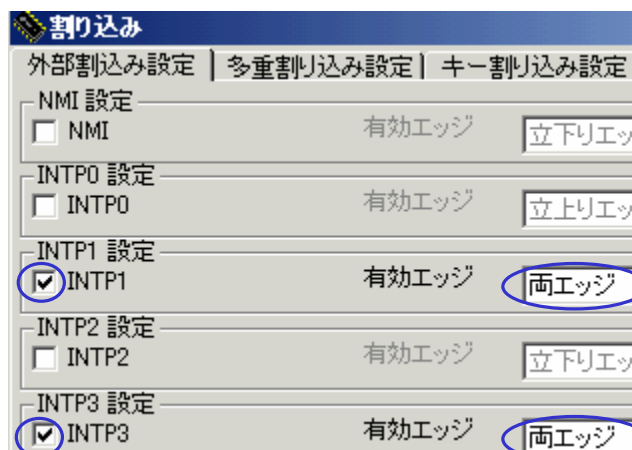 割り込み
外部割込み設定 多重割り込み設定 キー割り込み設定
NMI 設定
NMI 有効エッジ 立下りエッ
INTP0 設定
INTP0 有効エッジ 立上りエッ
INTP1 設定
INTP1 有効エッジ 両エッジ
INTP2 設定
INTP2 有効エッジ 立下りエッ
INTP3 設定
INTP3 有効エッジ 両エッジ